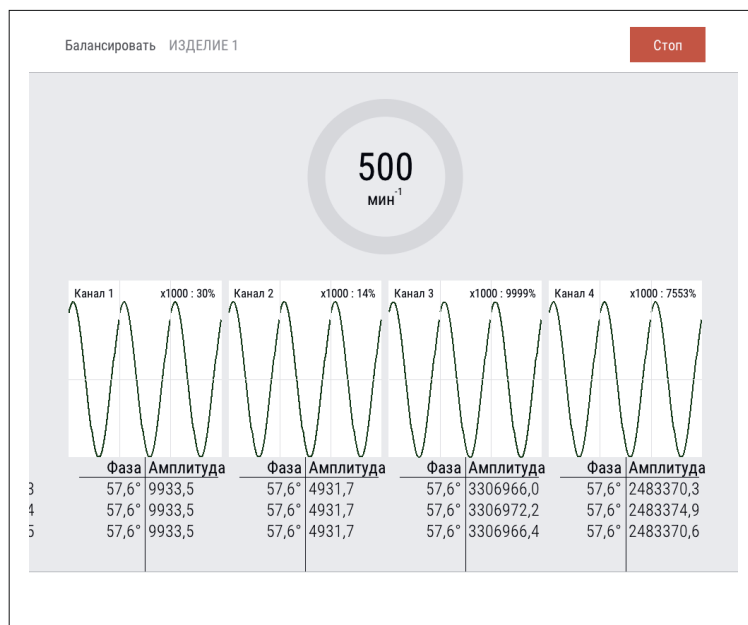 Балансировать ИЗДЕЛИЕ 1 Стоп
500
мин-1
Канал 1 x1000 : 30% Канал 2 x1000 : 14% Канал 3 x1000 : 9999% Канал 4 x1000 : 7553%
Фаза Амплитуда Фаза Амплитуда Фаза Амплитуда Фаза Амплитуда
3 57,6° 9933,5 57,6° 4931,7 57,6° 3306966,0 57,6° 2483370,3
4 57,6° 9933,5 57,6° 4931,7 57,6° 3306972,2 57,6° 2483374,9
5 57,6° 9933,5 57,6° 4931,7 57,6° 3306966,4 57,6° 2483370,6